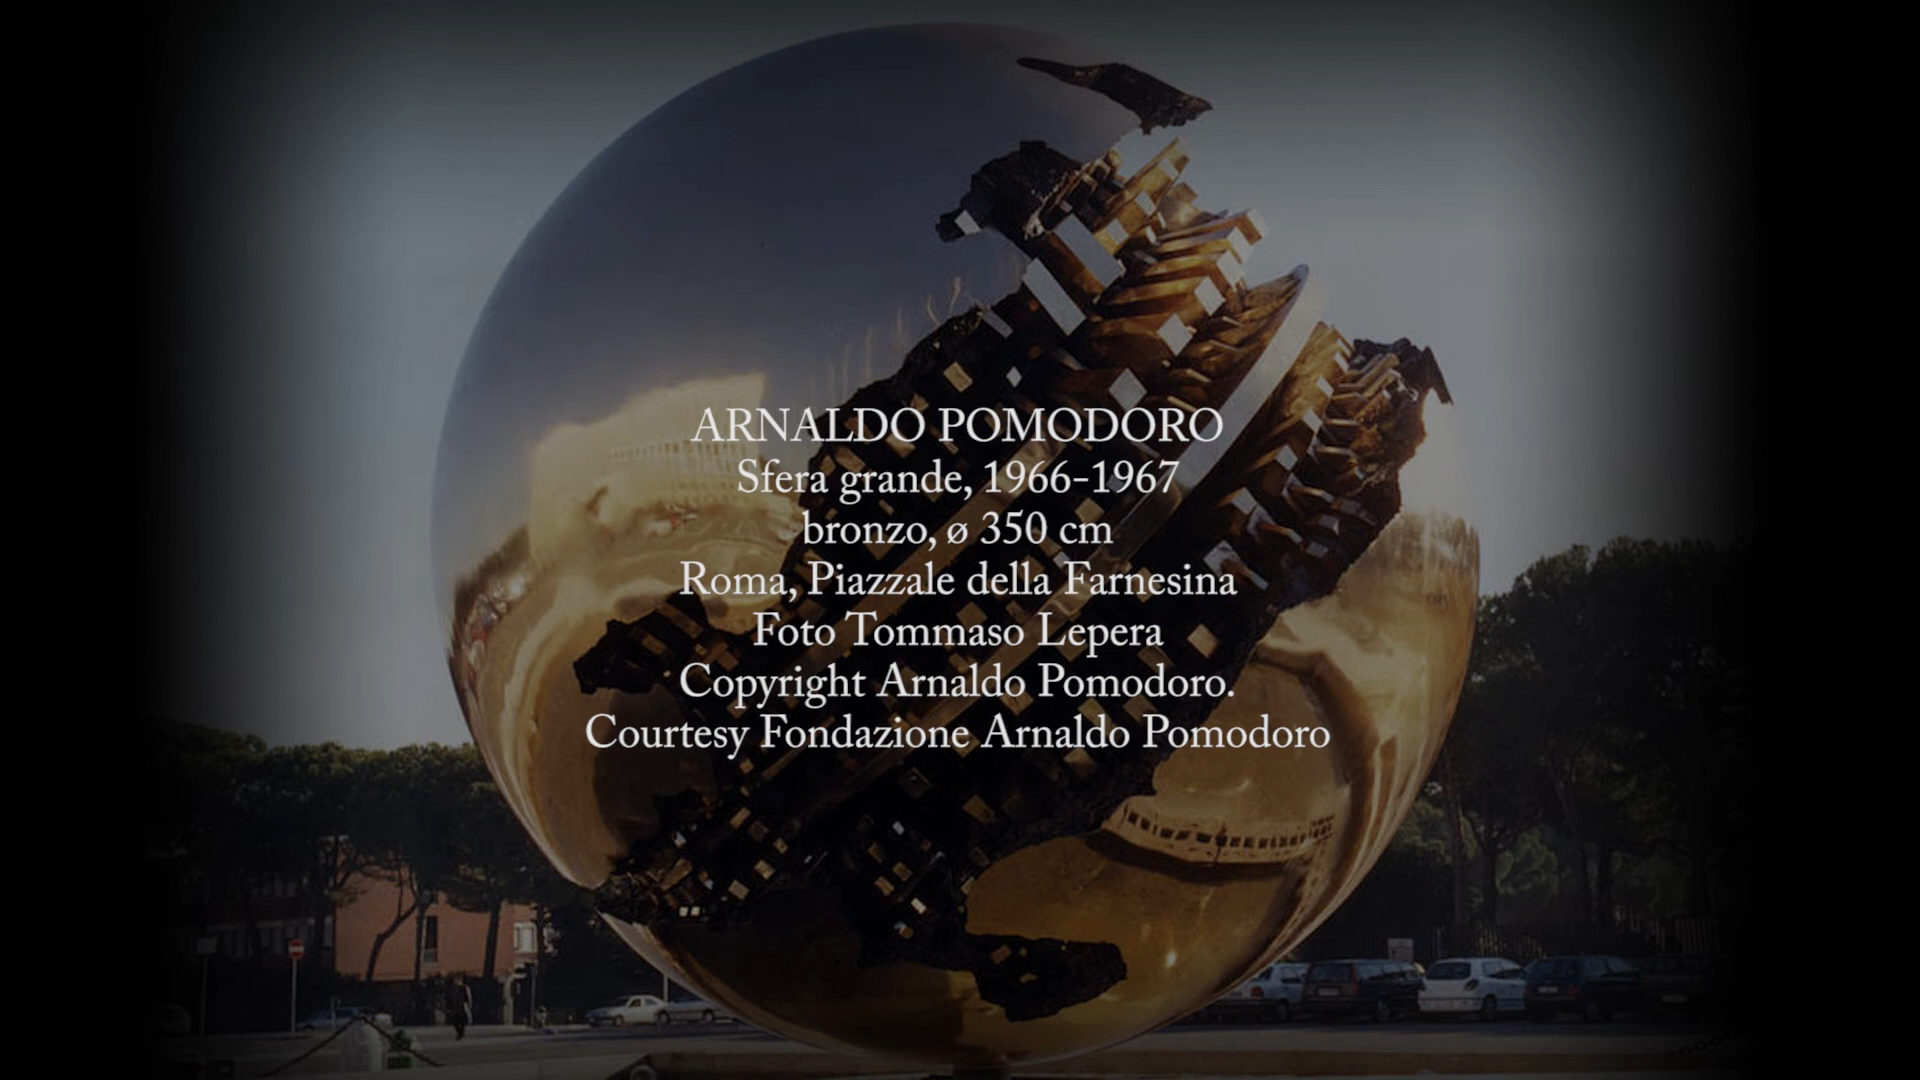 ARNALDO POMODORO
Sfera grande, 1966-1967
bronzo, ø 350 cm
Roma, Piazzale della Farnesina
Foto Tommaso Lepera
Copyright Arnaldo Pomodoro.
Courtesy Fondazione Arnaldo Pomodoro